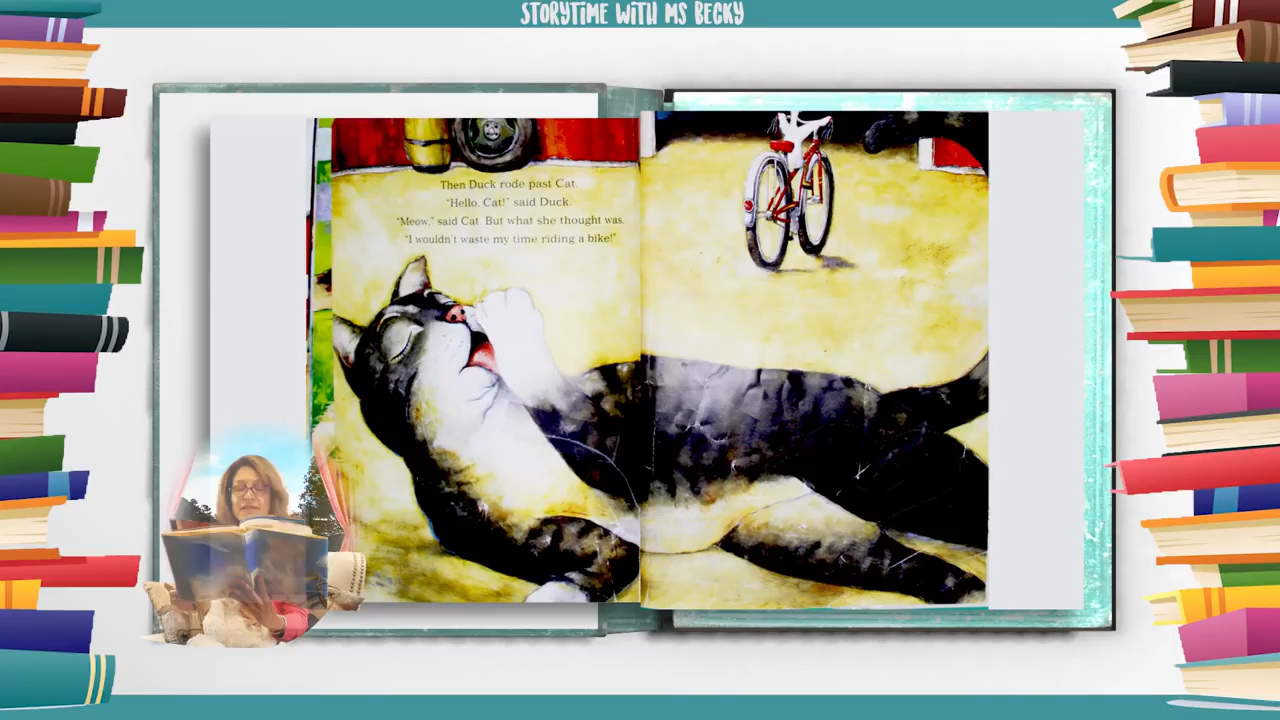 STORYTIME WITH MS BECKY
Then Duck rode past Cat.
"Hello, Cat!" said Duck.
"Meow," said Cat. But what she thought was,
"I wouldn't waste my time riding a bike!"